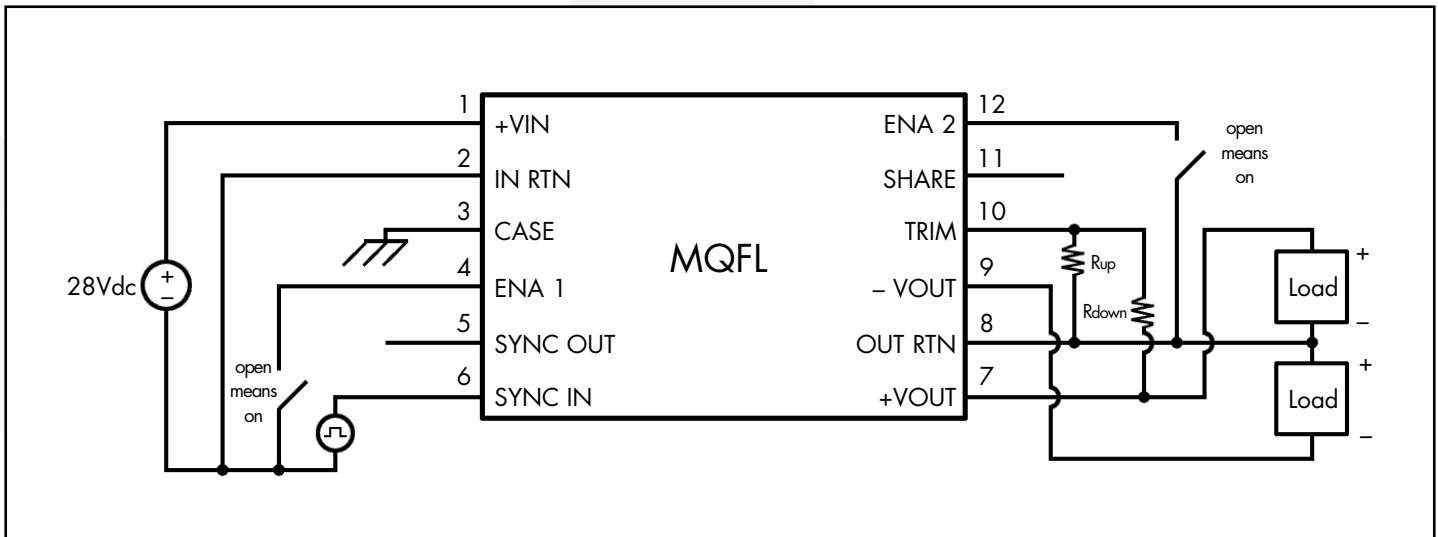 1
+VIN
2
IN RTN
3
CASE
4
ENA 1
5
SYNC OUT
6
SYNC IN
28Vdc
+
–
open
means
on
MQFL
12
ENA 2
11
SHARE
10
TRIM
9
– VOUT
8
OUT RTN
7
+VOUT
open
means
on
Rup
Rdown
Load
+
–
Load
+
–